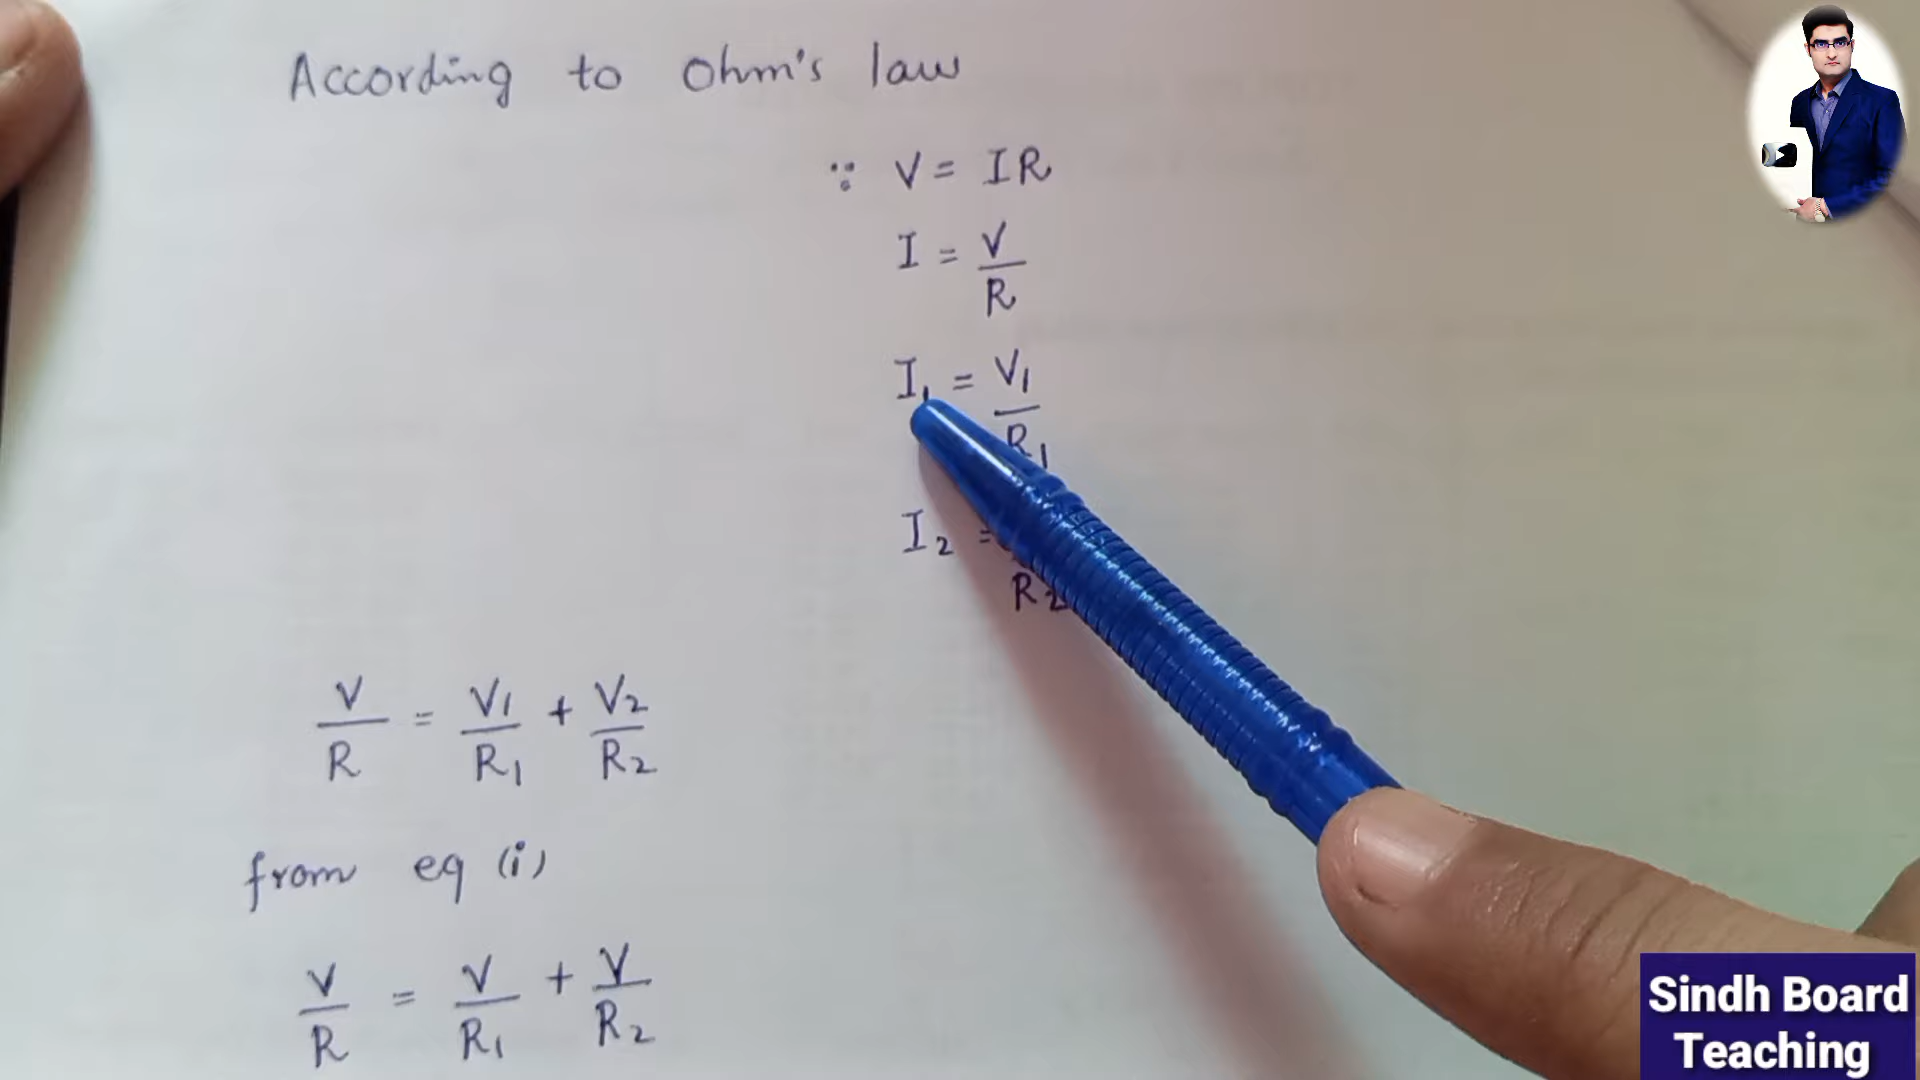 According to Ohm's law
∵ V = IR
I = V/R
I₁ = V₁/R₁
I₂ = /R₂
V/R = V₁/R₁ + V₂/R₂
from eq (i)
V/R = V/R₁ + V/R₂
Sindh Board
Teaching